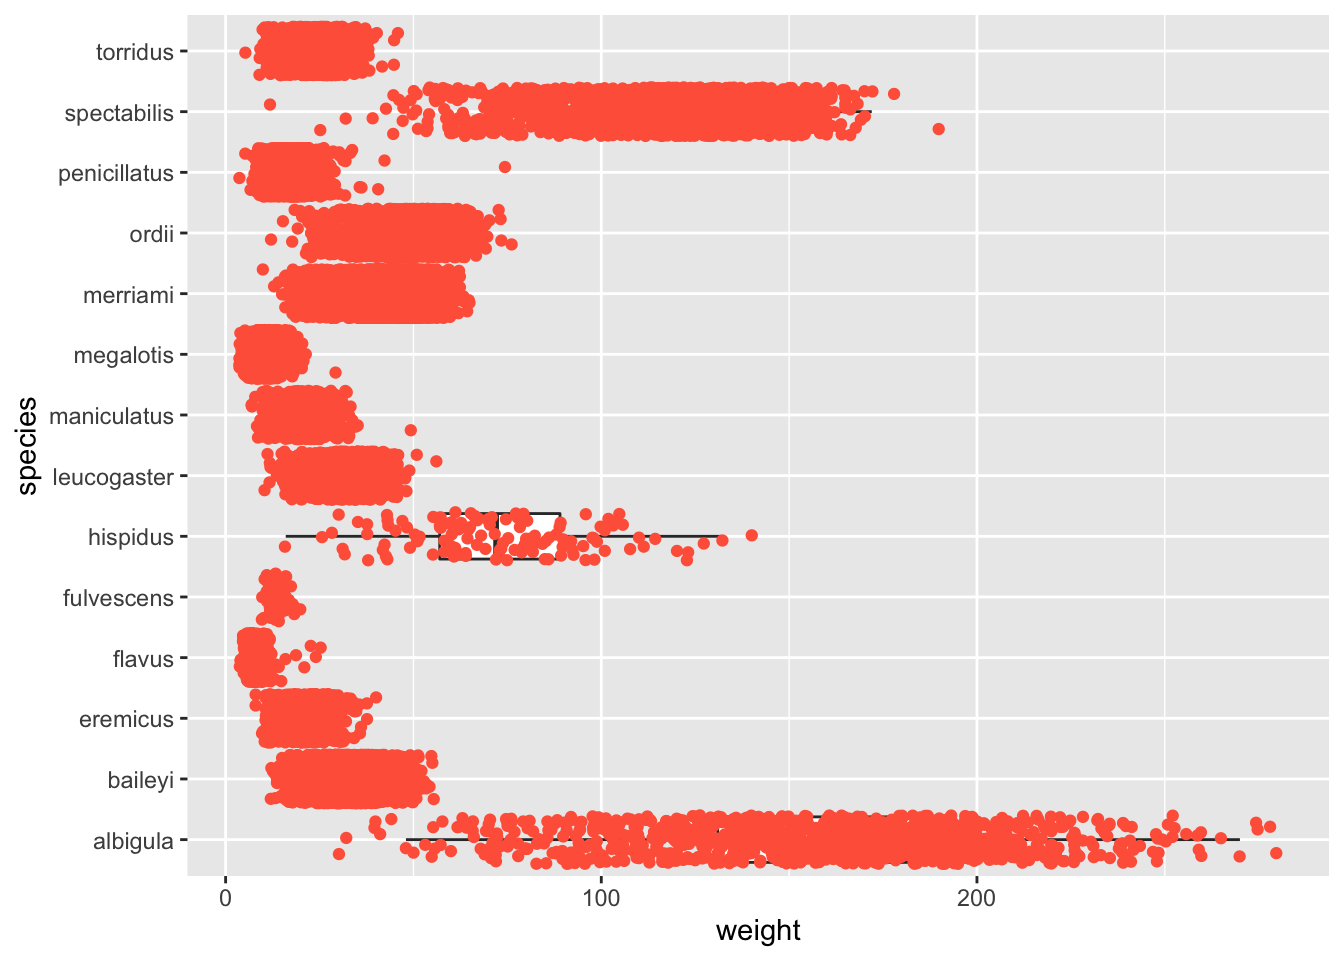 torridus
spectabilis
penicillatus
ordii
merriami
megalotis
maniculatus
leucogaster
hispidus
fulvescens
flavus
eremicus
baileyi
albigula
species
0 100 200
weight